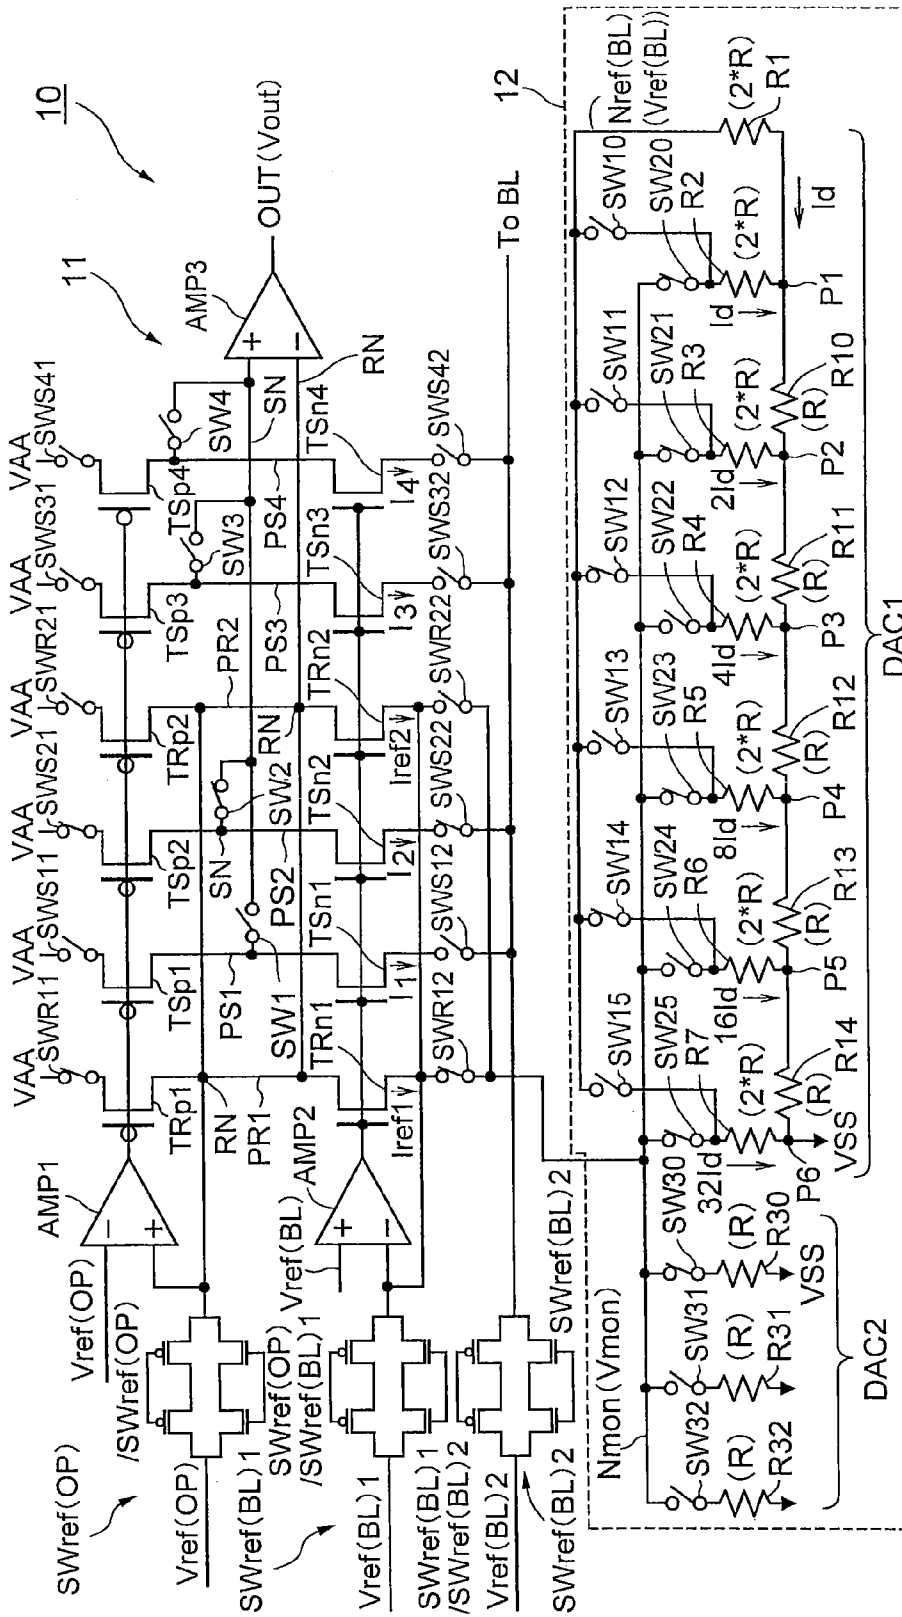 10
11
12
VAA
SWR11
VAA
SWS11
VAA
SWS21
VAA
SWR21
VAA
SWS31
VAA
SWS41
TRp1
TSp1
TSp2
TRp2
TSp3
TSp4
AMP1
Vref(OP)
/SWref(OP)
SWref(OP)
Vref(OP)
SWref(BL)1
RN
PR1
PS1
SW1
SN
PS2
SW2
RN
PR2
PS3
SW3
PS4
SW4
SN
RN
AMP3
OUT(Vout)
SWref(OP)
/SWref(BL)1
Vref(BL)
AMP2
TRn1
TSn1
TSn2
TRn2
TSn3
TSn4
Iref1
I1
I2
Iref2
I3
I4
SWR12
SWS12
SWS22
SWR22
SWS32
SWS42
To BL
Vref(BL)1
SWref(BL)1
/SWref(BL)2
Vref(BL)2
SWref(BL)2
SWref(BL)2
Nmon(Vmon)
Nref(BL)
(Vref(BL))
SW15
SW14
SW13
SW12
SW11
SW10
SW32
SW31
SW30
SW25
SW24
SW23
SW22
SW21
SW20
R7
R6
R5
R4
R3
R2
R1
(R)
(R)
(R)
(2*R)
(2*R)
(2*R)
(2*R)
(2*R)
(2*R)
(2*R)
R32
R31
R30
VSS
32Id
16Id
8Id
4Id
2Id
Id
Id
P6
P5
P4
P3
P2
P1
VSS
(R)
(R)
(R)
(R)
(R)
R14
R13
R12
R11
R10
DAC2
DAC1